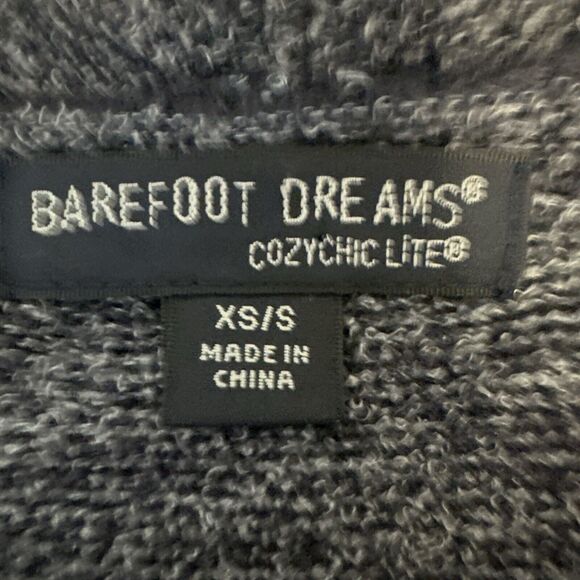 BAREFOOT DREAMS®
COZYCHIC LITE®
XS/S
MADE IN
CHINA